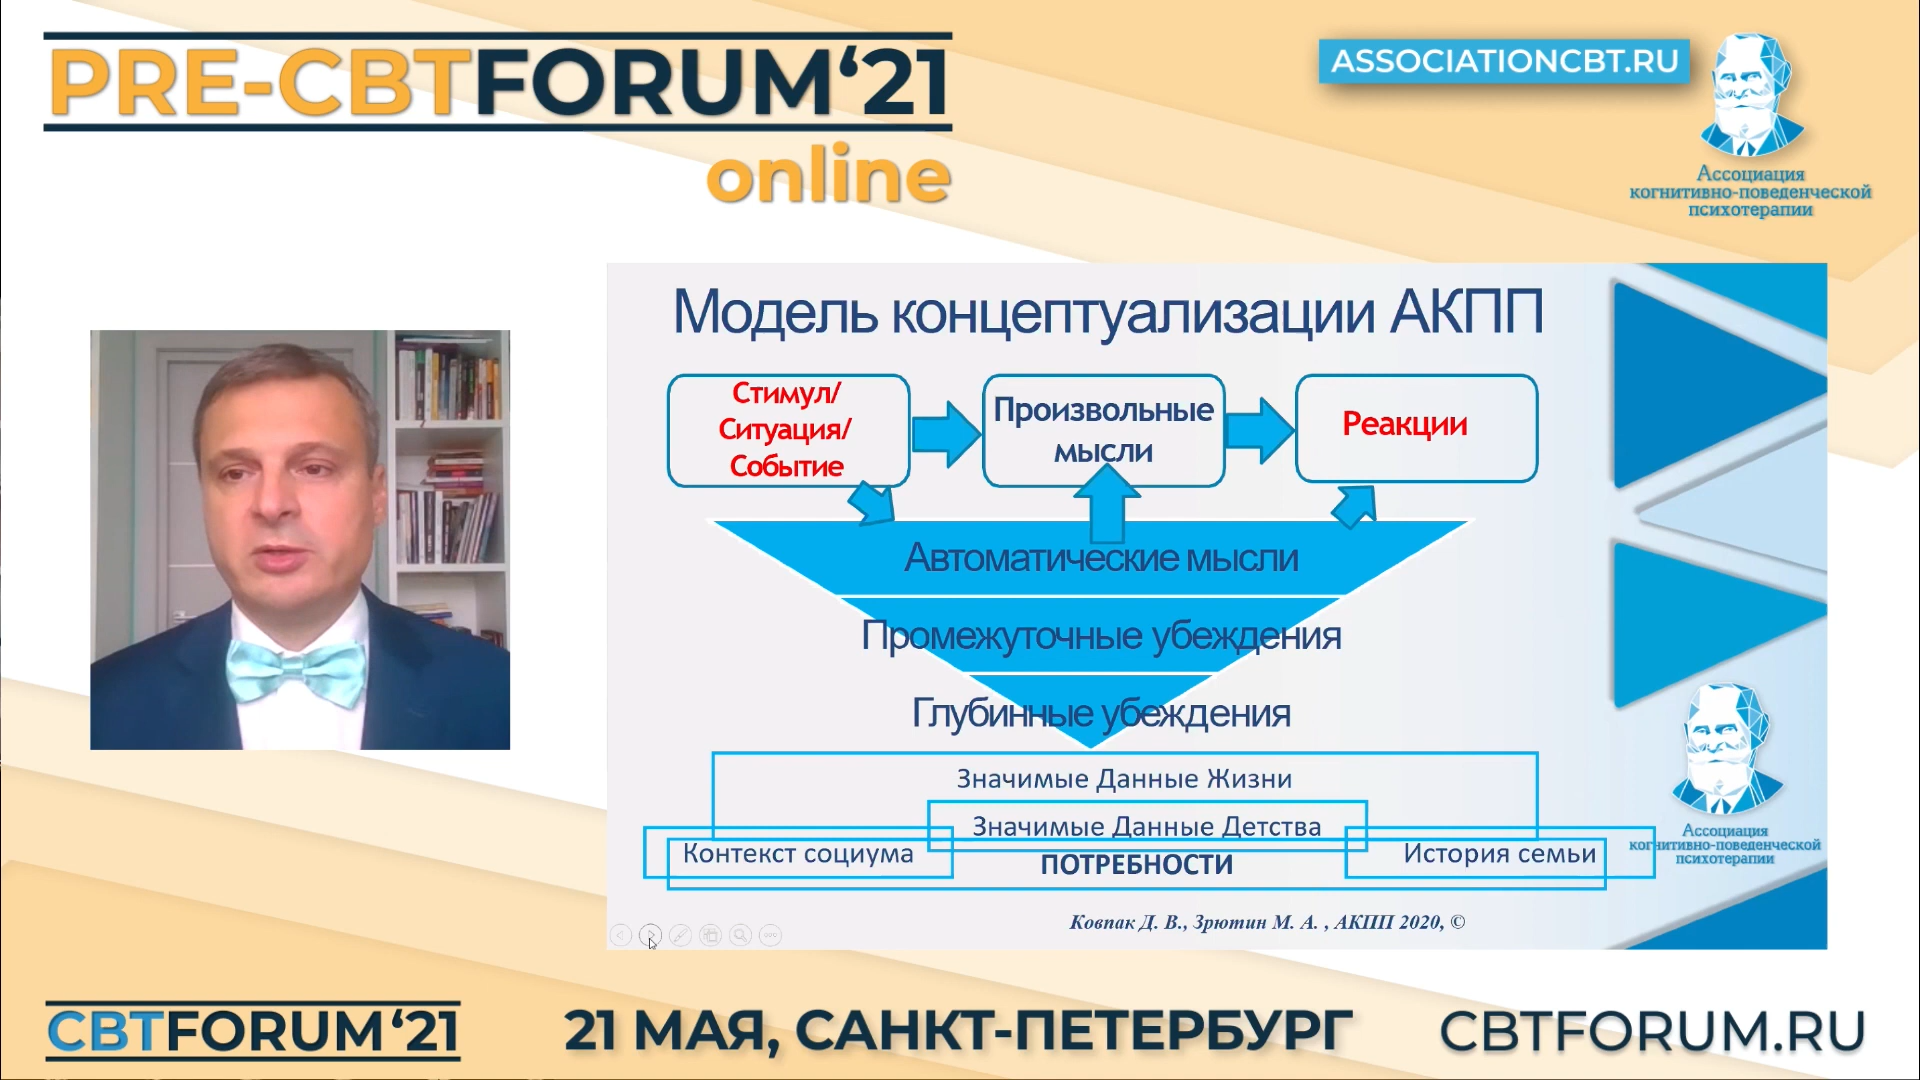 PRE-CBTFORUM‘21
online
ASSOCIATIONCBT.RU
Ассоциация
когнитивно-поведенческой
психотерапии
Модель концептуализации АКПП
Стимул/
Ситуация/
Событие
Произвольные
мысли
Реакции
Автоматические мысли
Промежуточные убеждения
Глубинные убеждения
Значимые Данные Жизни
Значимые Данные Детства
Контекст социума
ПОТРЕБНОСТИ
История семьи
Ассоциация
когнитивно-поведенческой
психотерапии
Ковпак Д. В., Зрютин М. А. , АКПП 2020, ©
CBTFORUM‘21
21 МАЯ, САНКТ-ПЕТЕРБУРГ
CBTFORUM.RU